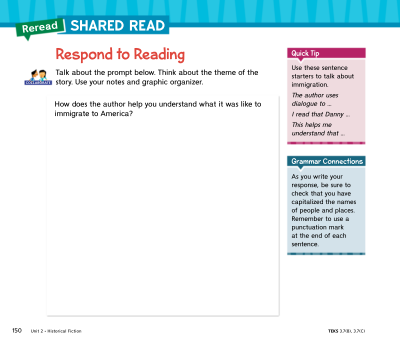 Reread SHARED READ
Respond to Reading
COLLABORATE
Talk about the prompt below. Think about the theme of the
story. Use your notes and graphic organizer.
How does the author help you understand what it was like to
immigrate to America?
Quick Tip
Use these sentence
starters to talk about
immigration.
The author uses
dialogue to ...
I read that Danny ...
This helps me
understand that ...
Grammar Connections
As you write your
response, be sure to
check that you have
capitalized the names
of people and places.
Remember to use a
punctuation mark
at the end of each
sentence.
150 Unit 2 • Historical Fiction
TEKS 3.7(B), 3.7(C)